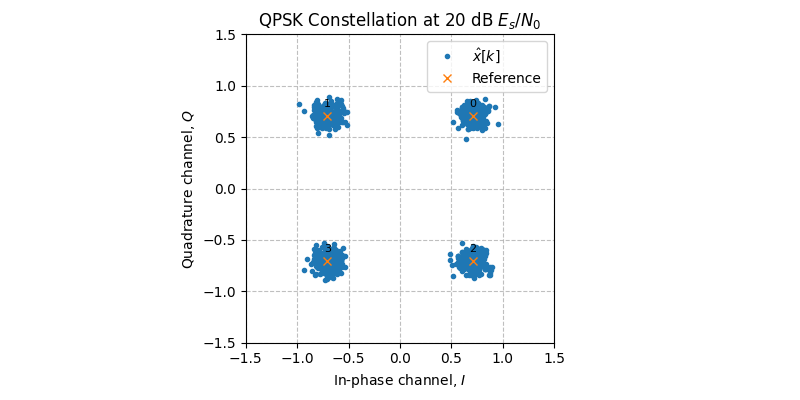 QPSK Constellation at 20 dB $E_s/N_0$
1.5
1.0
0.5
0.0
−0.5
−1.0
−1.5
Quadrature channel, Q
x̂[k]
Reference
1
0
3
2
−1.5 −1.0 −0.5 0.0 0.5 1.0 1.5
In-phase channel, I